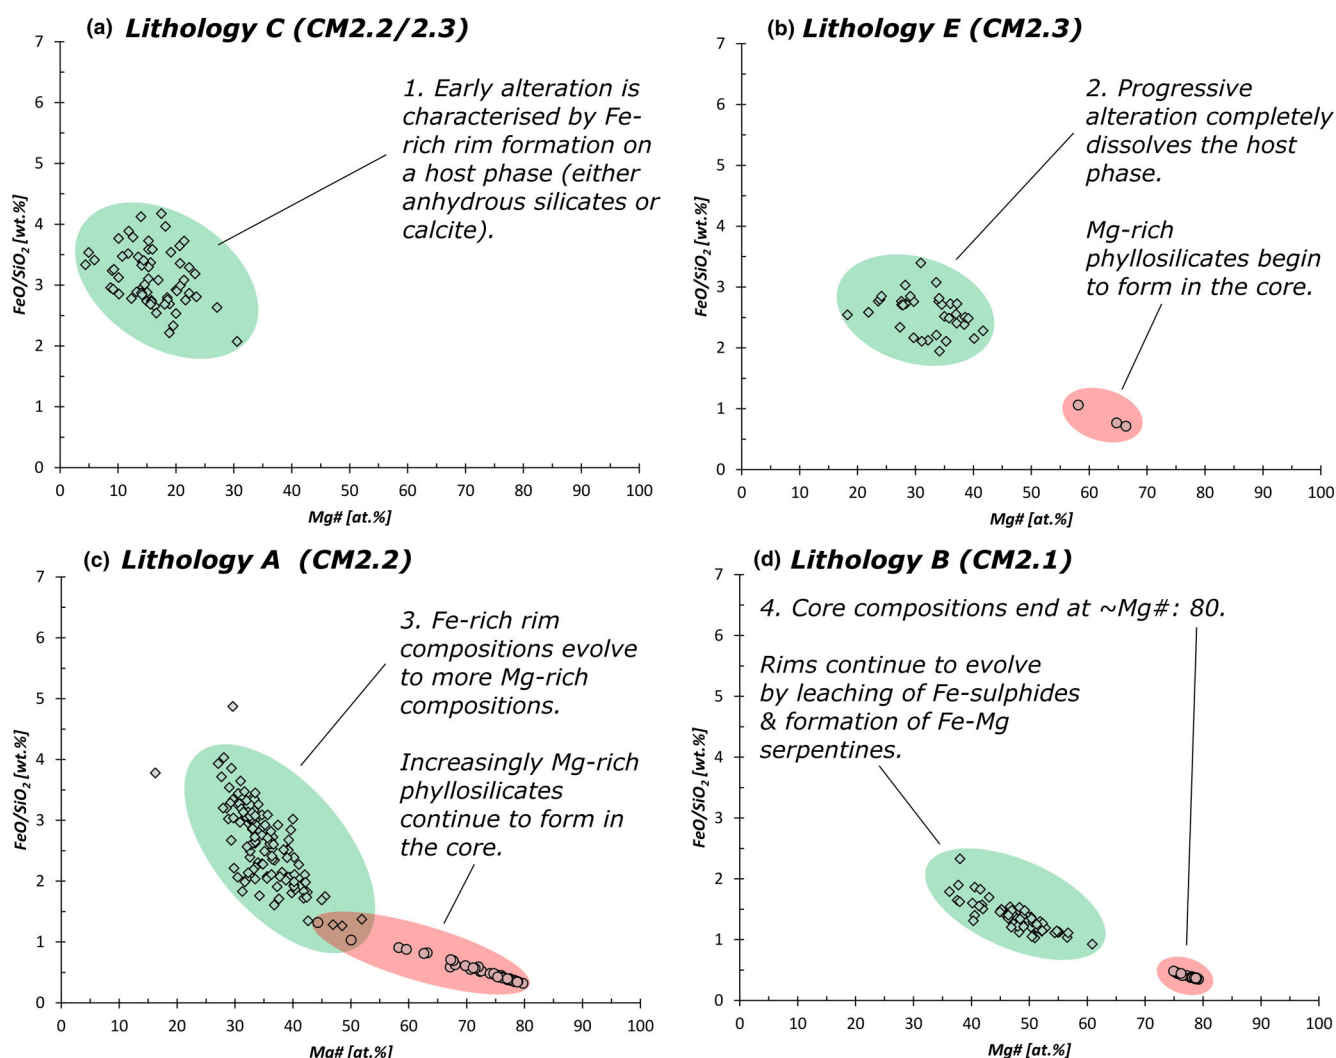 (a) Lithology C (CM2.2/2.3)
7
6
5
4
3
2
1
0
FeO/SiO₂ [wt.%]
1. Early alteration is
characterised by Fe-
rich rim formation on
a host phase (either
anhydrous silicates or
calcite).
0 10 20 30 40 50 60 70 80 90 100
Mg# [at.%]
(b) Lithology E (CM2.3)
7
6
5
4
3
2
1
0
FeO/SiO₂ [wt.%]
2. Progressive
alteration completely
dissolves the host
phase.
Mg-rich
phyllosilicates begin
to form in the core.
0 10 20 30 40 50 60 70 80 90 100
Mg# [at.%]
(c) Lithology A (CM2.2)
7
6
5
4
3
2
1
0
FeO/SiO₂ [wt.%]
3. Fe-rich rim
compositions evolve
to more Mg-rich
compositions.
Increasingly Mg-rich
phyllosilicates
continue to form in
the core.
0 10 20 30 40 50 60 70 80 90 100
Mg# [at.%]
(d) Lithology B (CM2.1)
7
6
5
4
3
2
1
0
FeO/SiO₂ [wt.%]
4. Core compositions end at ~Mg#: 80.
Rims continue to evolve
by leaching of Fe-sulphides
& formation of Fe-Mg
serpentines.
0 10 20 30 40 50 60 70 80 90 100
Mg# [at.%]